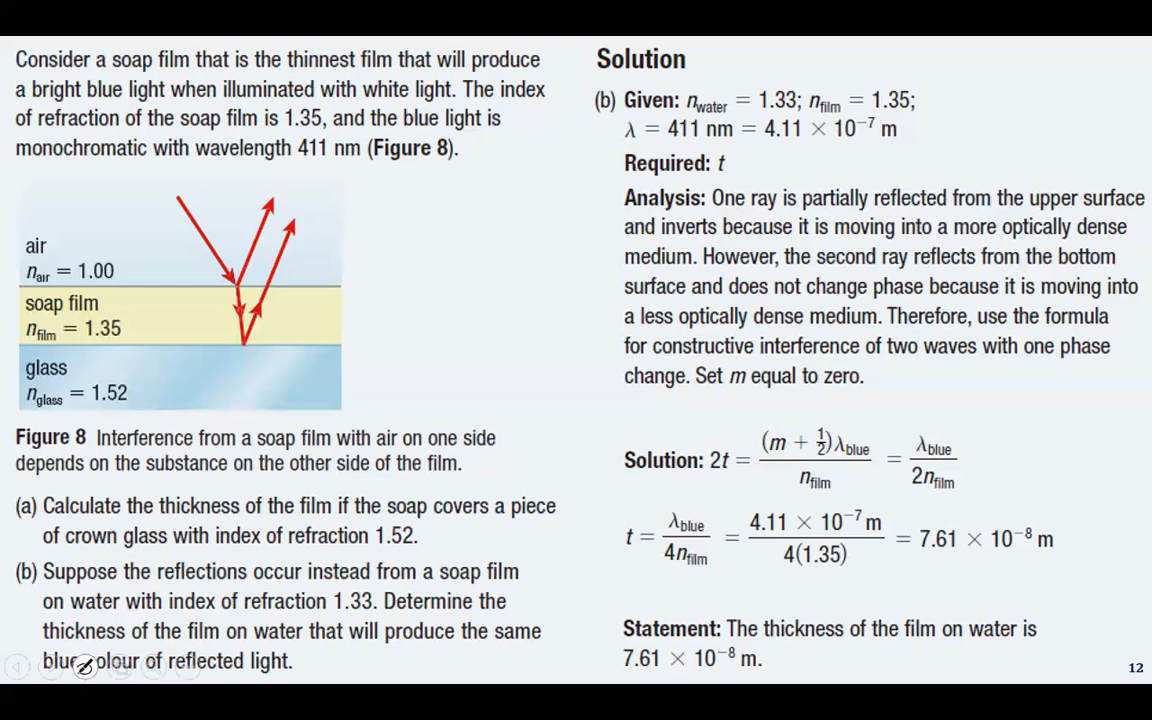 Consider a soap film that is the thinnest film that will produce
a bright blue light when illuminated with white light. The index
of refraction of the soap film is 1.35, and the blue light is
monochromatic with wavelength 411 nm (Figure 8).
air
n_air = 1.00
soap film
n_film = 1.35
glass
n_glass = 1.52
Figure 8 Interference from a soap film with air on one side
depends on the substance on the other side of the film.
(a) Calculate the thickness of the film if the soap covers a piece
of crown glass with index of refraction 1.52.
(b) Suppose the reflections occur instead from a soap film
on water with index of refraction 1.33. Determine the
thickness of the film on water that will produce the same
blue colour of reflected light.
Solution
(b) Given: n_water = 1.33; n_film = 1.35;
λ = 411 nm = 4.11 × 10⁻⁷ m
Required: t
Analysis: One ray is partially reflected from the upper surface
and inverts because it is moving into a more optically dense
medium. However, the second ray reflects from the bottom
surface and does not change phase because it is moving into
a less optically dense medium. Therefore, use the formula
for constructive interference of two waves with one phase
change. Set m equal to zero.
Solution: 2t = (m + 1/2)λ_blue / n_film = λ_blue / 2n_film
t = λ_blue / 4n_film = 4.11 × 10⁻⁷ m / 4(1.35) = 7.61 × 10⁻⁸ m
Statement: The thickness of the film on water is
7.61 × 10⁻⁸ m.
12